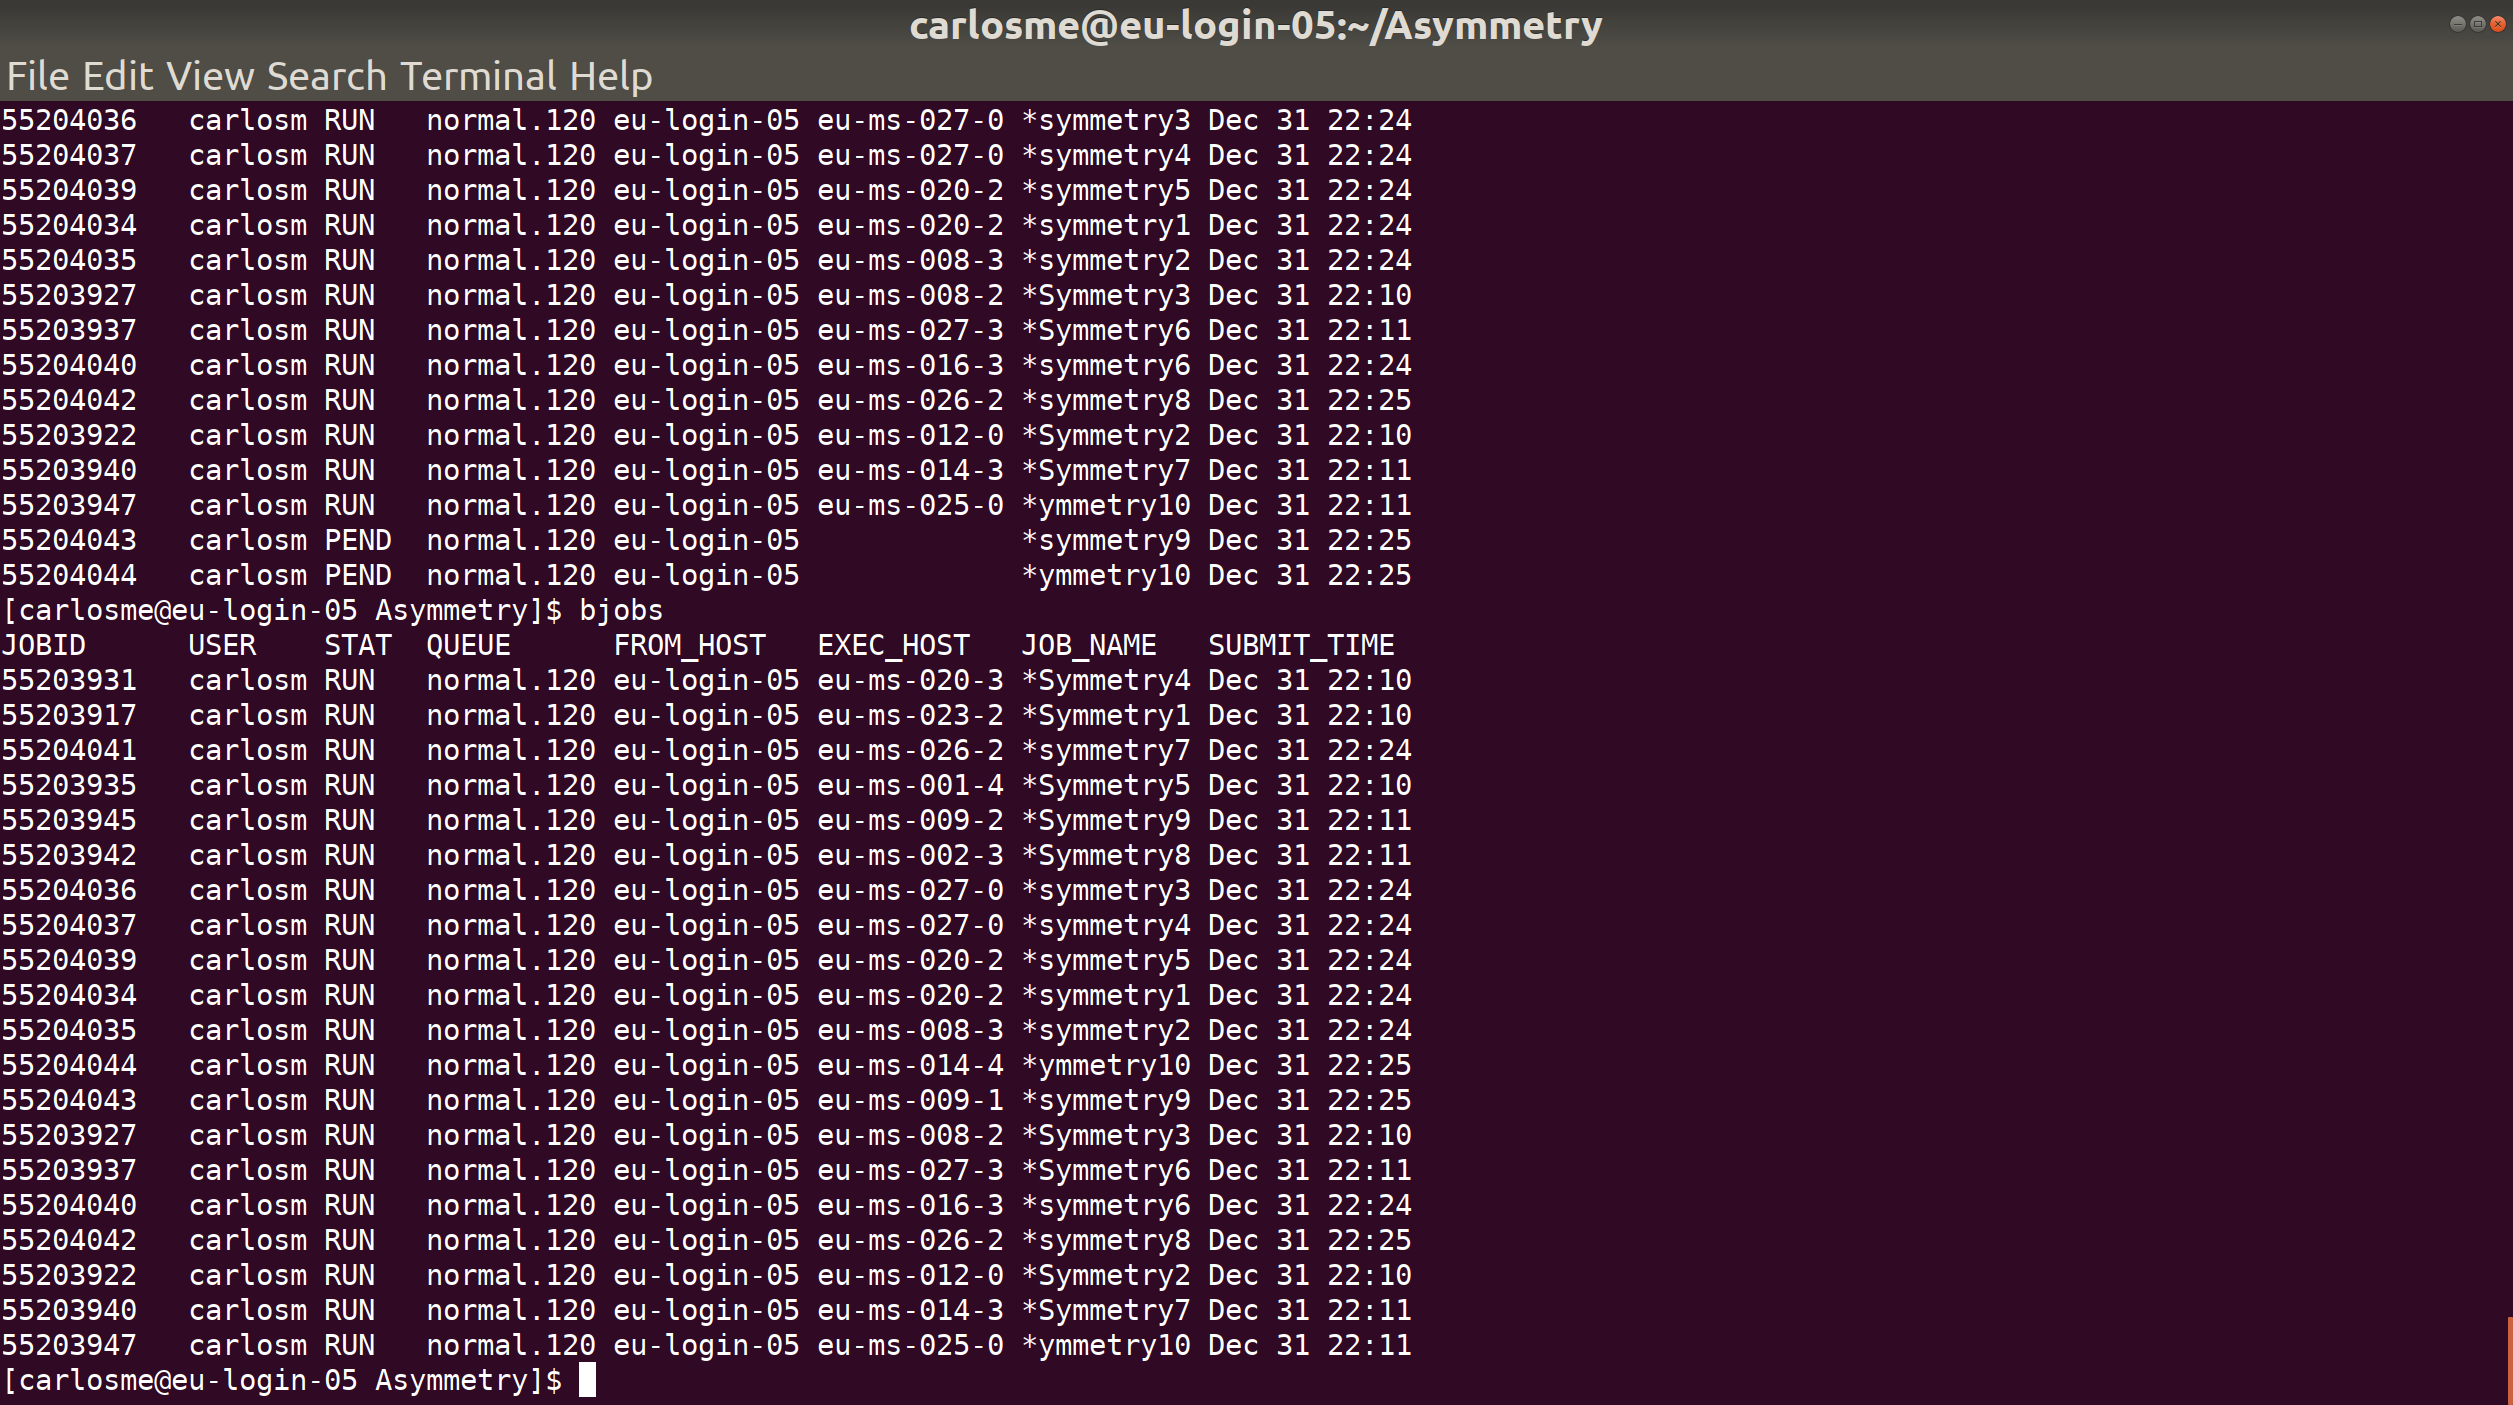 carlosme@eu-login-05:~/Asymmetry
File Edit View Search Terminal Help
55204036   carlosm RUN   normal.120 eu-login-05 eu-ms-027-0 *symmetry3 Dec 31 22:24
55204037   carlosm RUN   normal.120 eu-login-05 eu-ms-027-0 *symmetry4 Dec 31 22:24
55204039   carlosm RUN   normal.120 eu-login-05 eu-ms-020-2 *symmetry5 Dec 31 22:24
55204034   carlosm RUN   normal.120 eu-login-05 eu-ms-020-2 *symmetry1 Dec 31 22:24
55204035   carlosm RUN   normal.120 eu-login-05 eu-ms-008-3 *symmetry2 Dec 31 22:24
55203927   carlosm RUN   normal.120 eu-login-05 eu-ms-008-2 *Symmetry3 Dec 31 22:10
55203937   carlosm RUN   normal.120 eu-login-05 eu-ms-027-3 *Symmetry6 Dec 31 22:11
55204040   carlosm RUN   normal.120 eu-login-05 eu-ms-016-3 *symmetry6 Dec 31 22:24
55204042   carlosm RUN   normal.120 eu-login-05 eu-ms-026-2 *symmetry8 Dec 31 22:25
55203922   carlosm RUN   normal.120 eu-login-05 eu-ms-012-0 *Symmetry2 Dec 31 22:10
55203940   carlosm RUN   normal.120 eu-login-05 eu-ms-014-3 *Symmetry7 Dec 31 22:11
55203947   carlosm RUN   normal.120 eu-login-05 eu-ms-025-0 *ymmetry10 Dec 31 22:11
55204043   carlosm PEND  normal.120 eu-login-05             *symmetry9 Dec 31 22:25
55204044   carlosm PEND  normal.120 eu-login-05             *ymmetry10 Dec 31 22:25
[carlosme@eu-login-05 Asymmetry]$ bjobs
JOBID      USER    STAT  QUEUE      FROM_HOST   EXEC_HOST   JOB_NAME   SUBMIT_TIME
55203931   carlosm RUN   normal.120 eu-login-05 eu-ms-020-3 *Symmetry4 Dec 31 22:10
55203917   carlosm RUN   normal.120 eu-login-05 eu-ms-023-2 *Symmetry1 Dec 31 22:10
55204041   carlosm RUN   normal.120 eu-login-05 eu-ms-026-2 *symmetry7 Dec 31 22:24
55203935   carlosm RUN   normal.120 eu-login-05 eu-ms-001-4 *Symmetry5 Dec 31 22:10
55203945   carlosm RUN   normal.120 eu-login-05 eu-ms-009-2 *Symmetry9 Dec 31 22:11
55203942   carlosm RUN   normal.120 eu-login-05 eu-ms-002-3 *Symmetry8 Dec 31 22:11
55204036   carlosm RUN   normal.120 eu-login-05 eu-ms-027-0 *symmetry3 Dec 31 22:24
55204037   carlosm RUN   normal.120 eu-login-05 eu-ms-027-0 *symmetry4 Dec 31 22:24
55204039   carlosm RUN   normal.120 eu-login-05 eu-ms-020-2 *symmetry5 Dec 31 22:24
55204034   carlosm RUN   normal.120 eu-login-05 eu-ms-020-2 *symmetry1 Dec 31 22:24
55204035   carlosm RUN   normal.120 eu-login-05 eu-ms-008-3 *symmetry2 Dec 31 22:24
55204044   carlosm RUN   normal.120 eu-login-05 eu-ms-014-4 *ymmetry10 Dec 31 22:25
55204043   carlosm RUN   normal.120 eu-login-05 eu-ms-009-1 *symmetry9 Dec 31 22:25
55203927   carlosm RUN   normal.120 eu-login-05 eu-ms-008-2 *Symmetry3 Dec 31 22:10
55203937   carlosm RUN   normal.120 eu-login-05 eu-ms-027-3 *Symmetry6 Dec 31 22:11
55204040   carlosm RUN   normal.120 eu-login-05 eu-ms-016-3 *symmetry6 Dec 31 22:24
55204042   carlosm RUN   normal.120 eu-login-05 eu-ms-026-2 *symmetry8 Dec 31 22:25
55203922   carlosm RUN   normal.120 eu-login-05 eu-ms-012-0 *Symmetry2 Dec 31 22:10
55203940   carlosm RUN   normal.120 eu-login-05 eu-ms-014-3 *Symmetry7 Dec 31 22:11
55203947   carlosm RUN   normal.120 eu-login-05 eu-ms-025-0 *ymmetry10 Dec 31 22:11
[carlosme@eu-login-05 Asymmetry]$